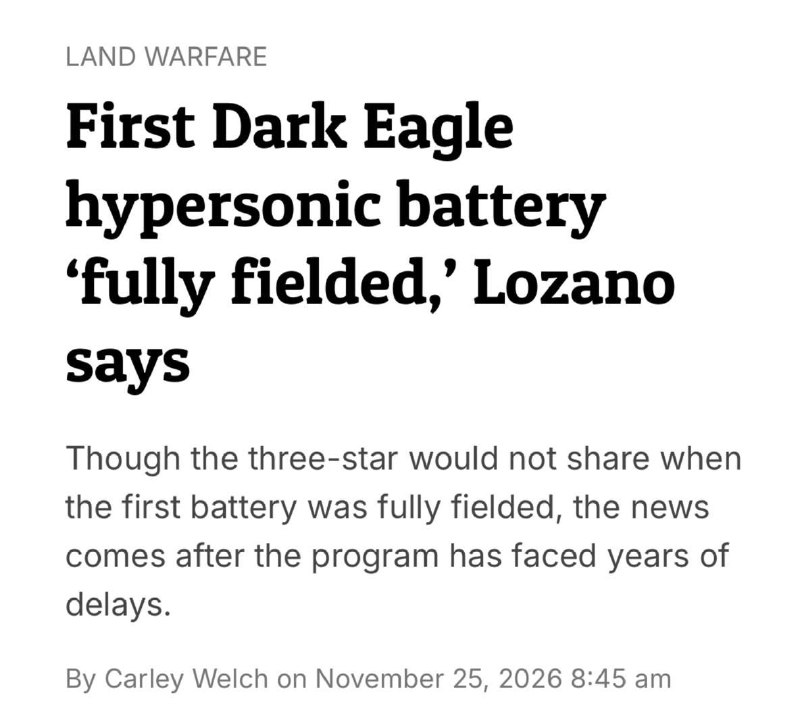 LAND WARFARE
First Dark Eagle
hypersonic battery
‘fully fielded,’ Lozano
says
Though the three-star would not share when
the first battery was fully fielded, the news
comes after the program has faced years of
delays.
By Carley Welch on November 25, 2026 8:45 am